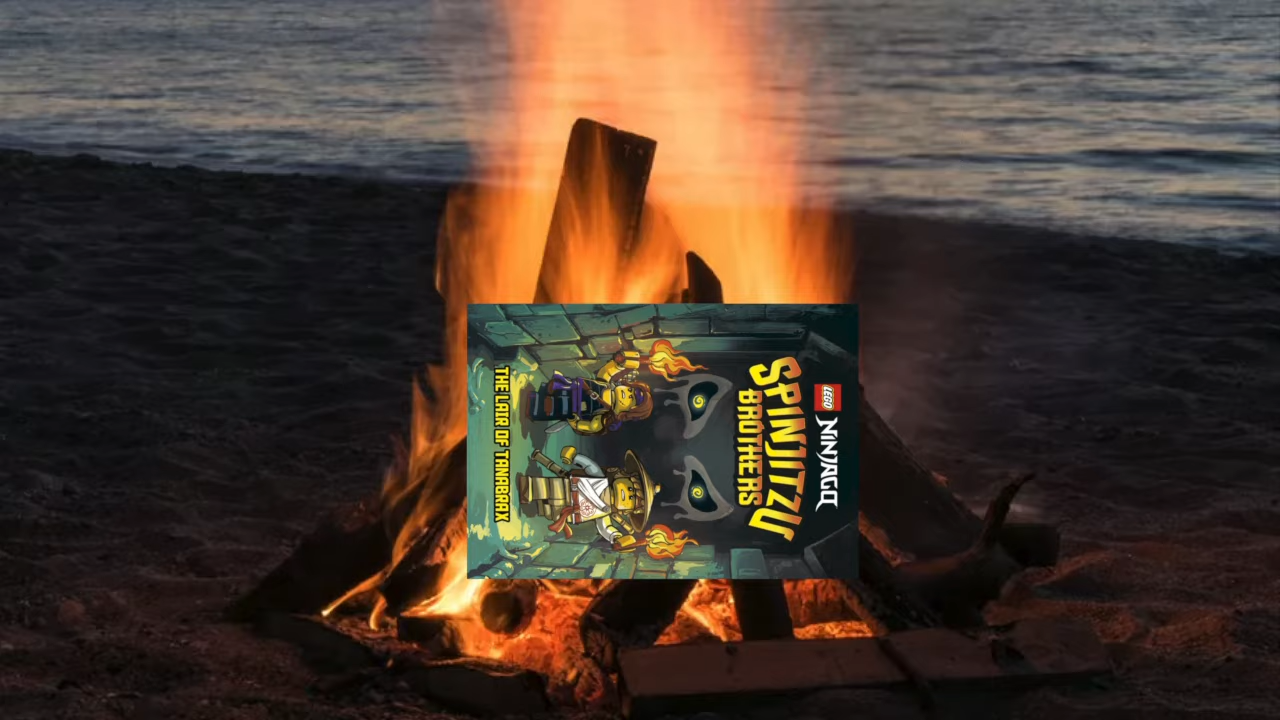 LEGO NINJAGO
SPINJITZU
BROTHERS
THE LAIR OF TANABRAX